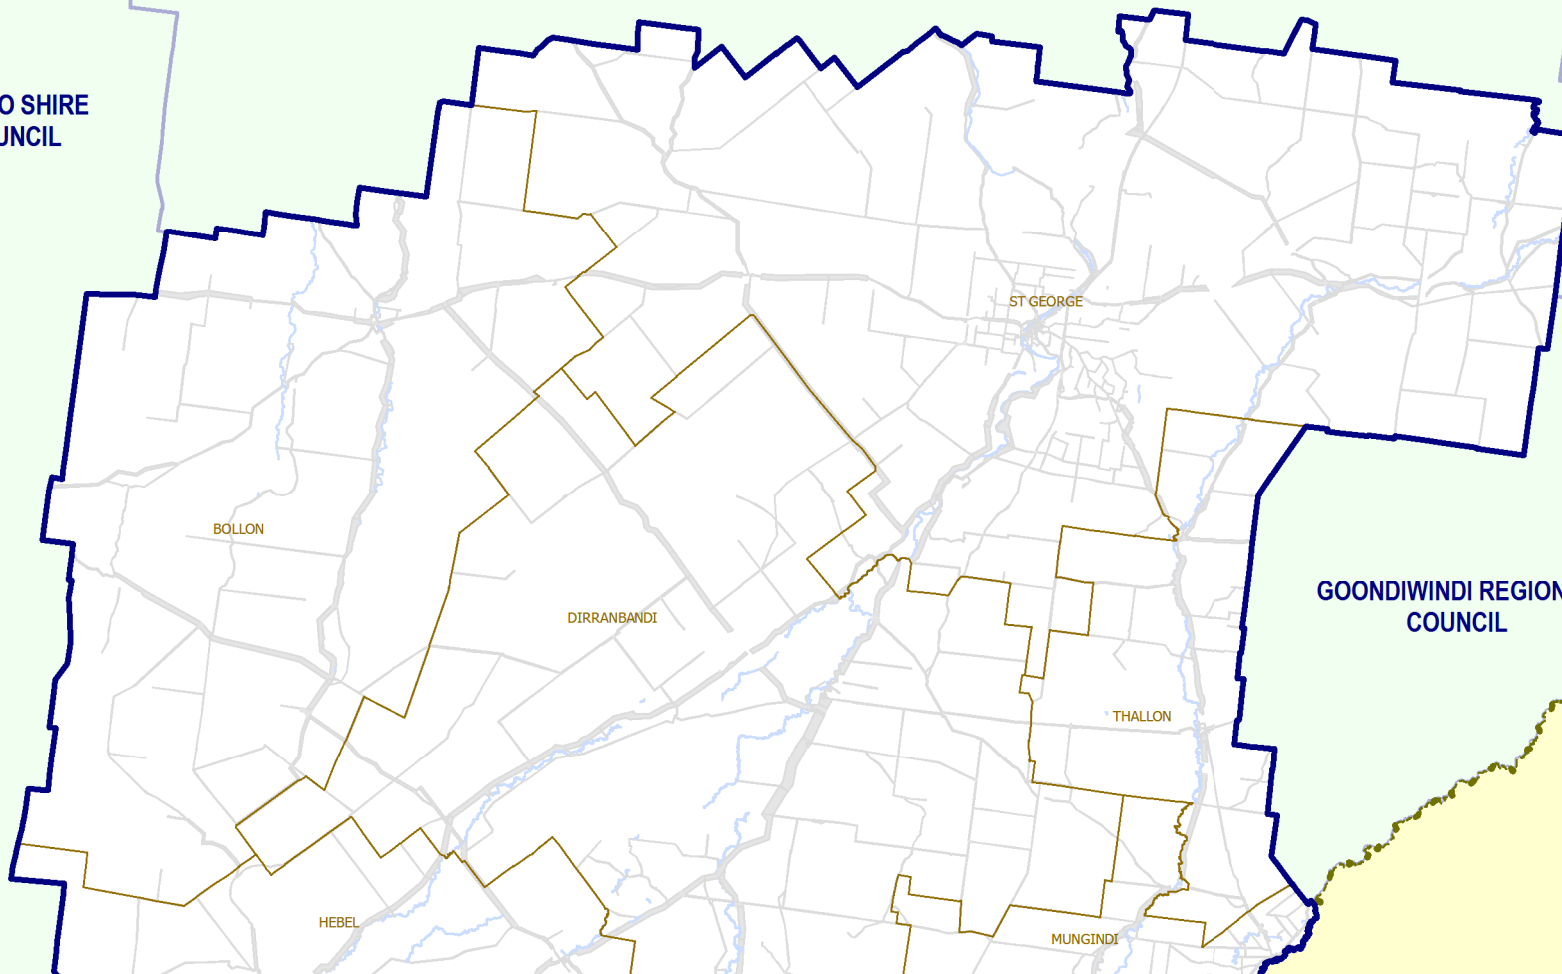 O SHIRE
UNCIL
ST GEORGE
BOLLON
DIRRANBANDI
GOONDIWINDI REGION
COUNCIL
THALLON
HEBEL
MUNGINDI